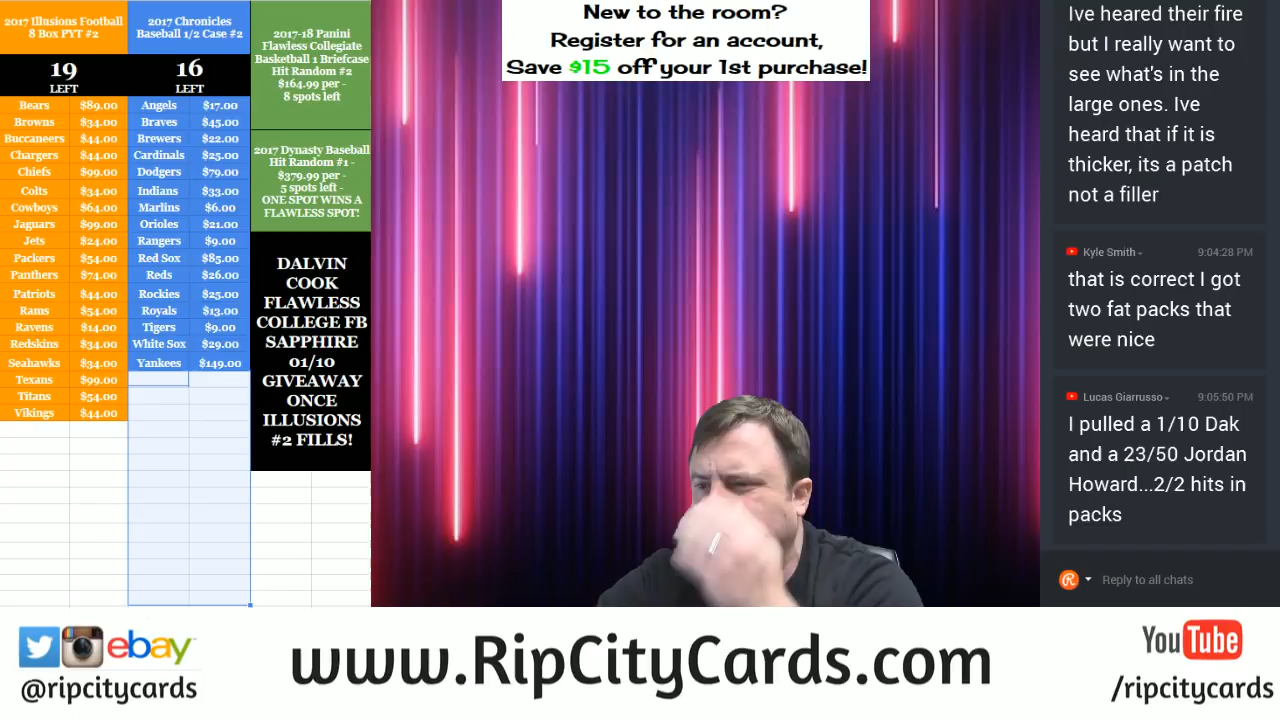 2017 Illusions Football
8 Box PYT #2
19
LEFT
Bears $89.00
Browns $34.00
Buccaneers $44.00
Chargers $44.00
Chiefs $99.00
Colts $34.00
Cowboys $64.00
Jaguars $99.00
Jets $24.00
Packers $54.00
Panthers $74.00
Patriots $44.00
Rams $54.00
Ravens $14.00
Redskins $34.00
Seahawks $34.00
Texans $99.00
Titans $54.00
Vikings $44.00
2017 Chronicles
Baseball 1/2 Case #2
16
LEFT
Angels $17.00
Braves $45.00
Brewers $22.00
Cardinals $25.00
Dodgers $79.00
Indians $33.00
Marlins $6.00
Orioles $21.00
Rangers $9.00
Red Sox $85.00
Reds $26.00
Rockies $25.00
Royals $13.00
Tigers $9.00
White Sox $29.00
Yankees $149.00
2017-18 Panini
Flawless Collegiate
Basketball 1 Briefcase
Hit Random #2
$164.99 per -
8 spots left
2017 Dynasty Baseball
Hit Random #1 -
$379.99 per -
5 spots left -
ONE SPOT WINS A
FLAWLESS SPOT!
DALVIN
COOK
FLAWLESS
COLLEGE FB
SAPPHIRE
01/10
GIVEAWAY
ONCE
ILLUSIONS
#2 FILLS!
New to the room?
Register for an account,
Save $15 off your 1st purchase!
Ive heared their fire
but I really want to
see what's in the
large ones. Ive
heard that if it is
thicker, its a patch
not a filler
Kyle Smith 9:04:28 PM
that is correct I got
two fat packs that
were nice
Lucas Giarrusso 9:05:50 PM
I pulled a 1/10 Dak
and a 23/50 Jordan
Howard...2/2 hits in
packs
Reply to all chats
ebay
@ripcitycards
www.RipCityCards.com
YouTube
/ripcitycards